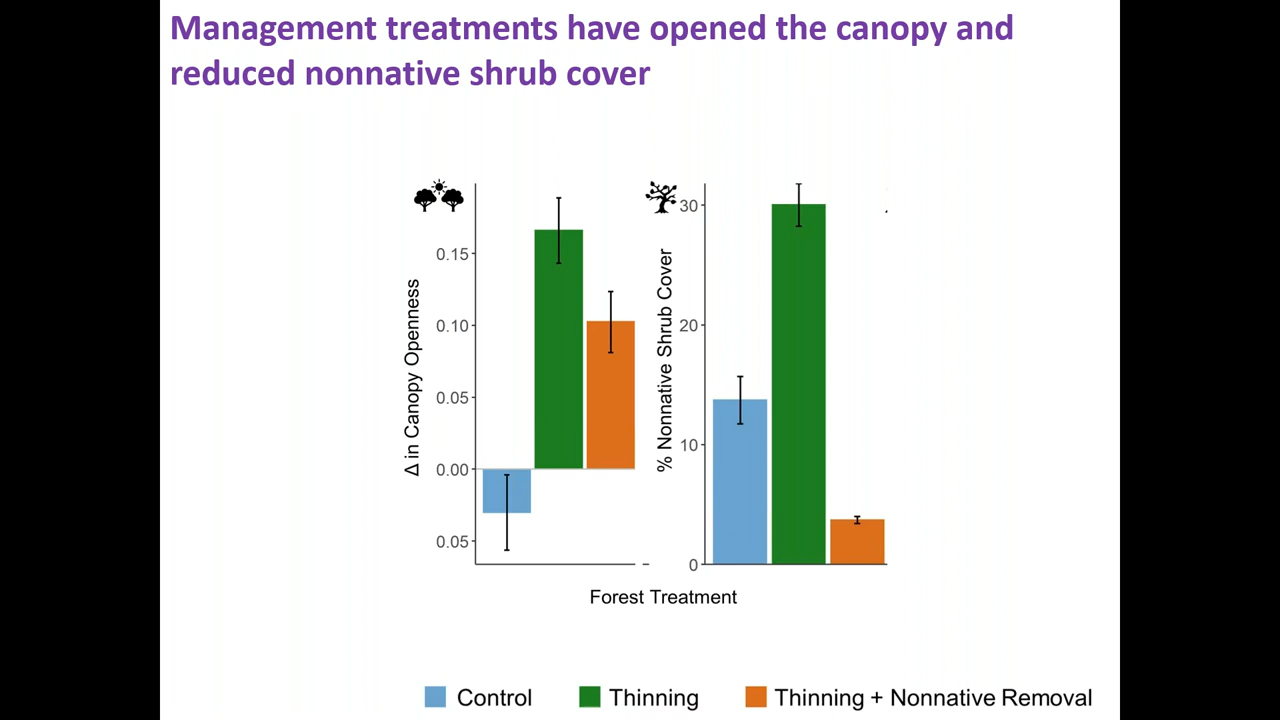 Management treatments have opened the canopy and
reduced nonnative shrub cover
Δ in Canopy Openness
0.15
0.10
0.05
0.00
0.05
% Nonnative Shrub Cover
30
20
10
0
Forest Treatment
Control
Thinning
Thinning + Nonnative Removal